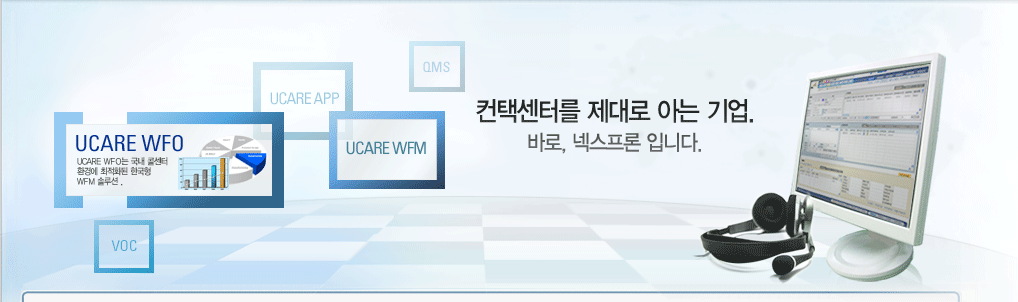 QMS
UCARE APP
컨택센터를 제대로 아는 기업.
바로, 넥스프론 입니다.
UCARE WFO
UCARE WFO는 국내 콜센터
환경에 최적화된 한국형
WFM 솔루션 .
UCARE WFM
VOC